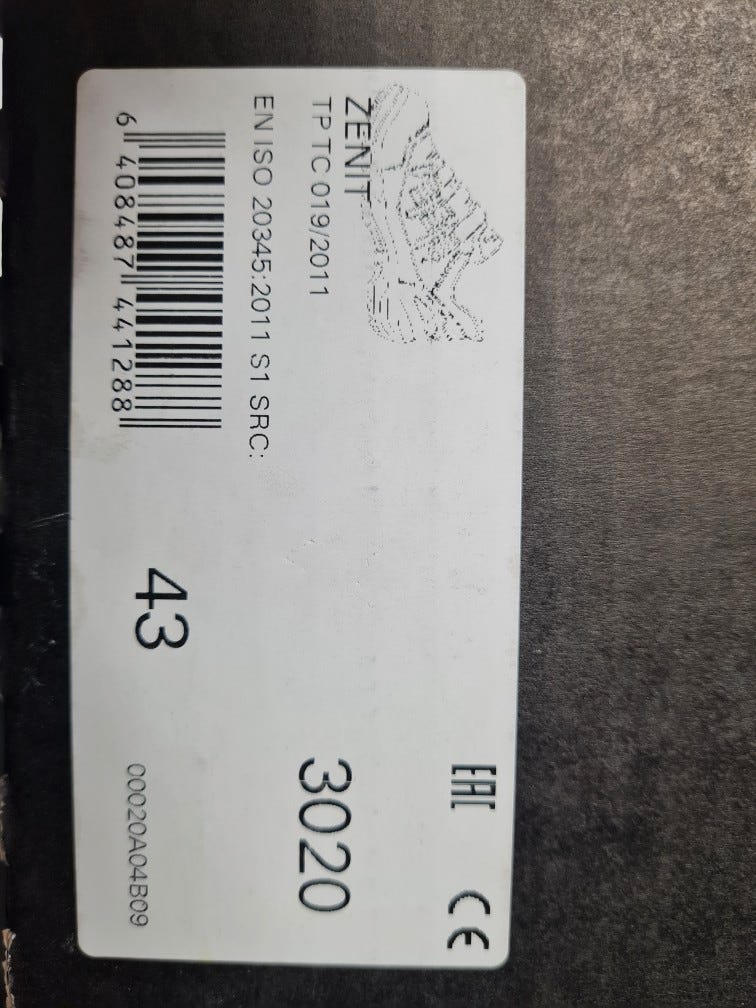 ZENIT
TP TC 019/2011
EN ISO 20345:2011 S1 SRC:
6 408487 441288
EAC CE
3020
43
00020A04B09